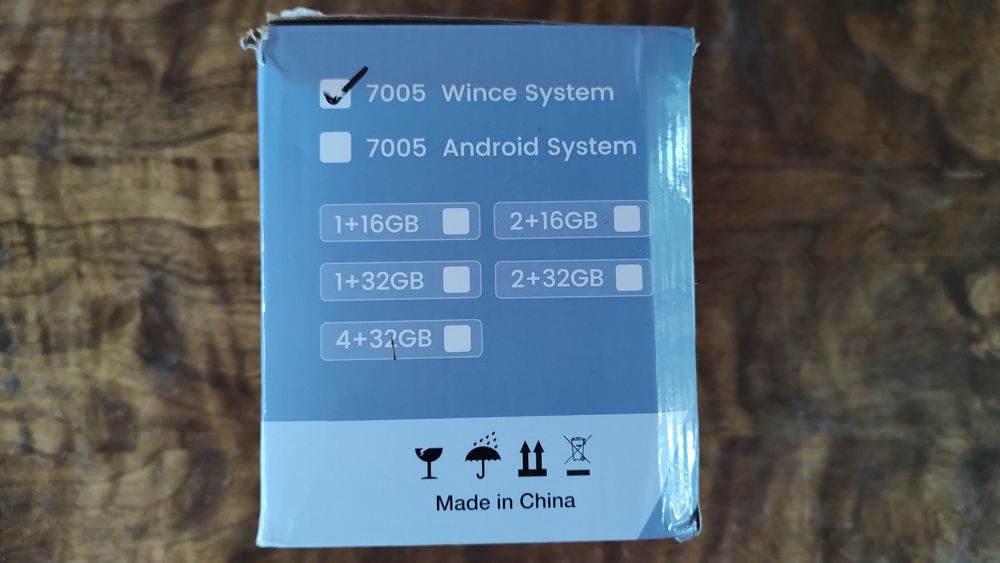 7005 Wince System
7005 Android System
1+16GB 2+16GB
1+32GB 2+32GB
4+32GB
Made in China